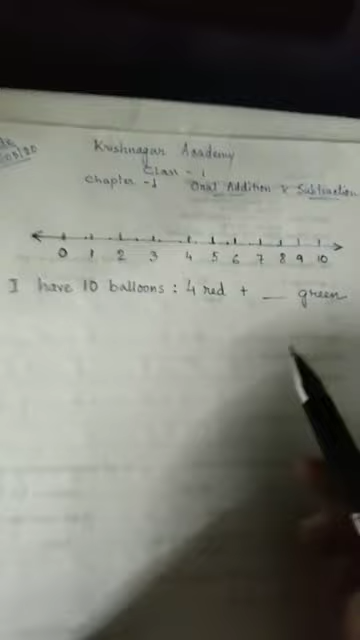 Krishnagar Academy
Class - 1
Chapter - 1 Oral Addition & Subtraction
0 1 2 3 4 5 6 7 8 9 10
I have 10 balloons : 4 red + __ green